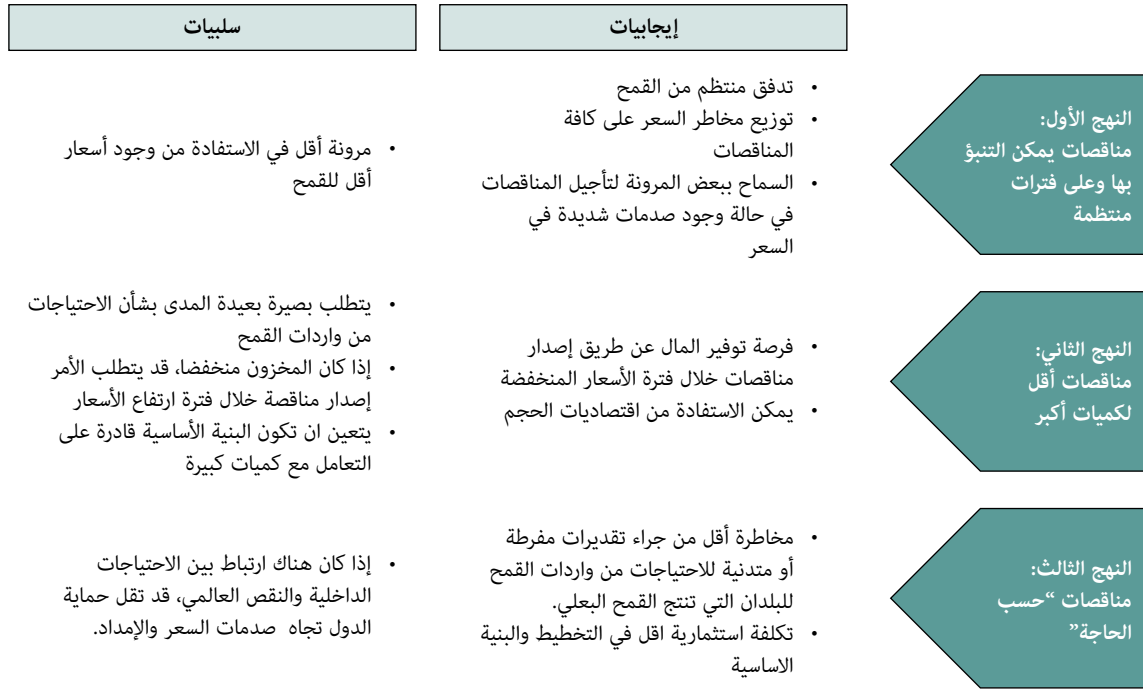 إيجابيات
سلبيات
النهج الأول:
مناقصات يمكن التنبؤ
بها وعلى فترات
منتظمة
• تدفق منتظم من القمح
• توزيع مخاطر السعر على كافة
المناقصات
• السماح ببعض المرونة لتأجيل المناقصات
في حالة وجود صدمات شديدة في
السعر
• مرونة أقل في الاستفادة من وجود أسعار
أقل للقمح
النهج الثاني:
مناقصات أقل
لكميات أكبر
• فرصة توفير المال عن طريق إصدار
مناقصات خلال فترة الأسعار المنخفضة
• يمكن الاستفادة من اقتصاديات الحجم
• يتطلب بصيرة بعيدة المدى بشأن الاحتياجات
من واردات القمح
• إذا كان المخزون منخفضا، قد يتطلب الأمر
إصدار مناقصة خلال فترة ارتفاع الأسعار
• يتعين ان تكون البنية الأساسية قادرة على
التعامل مع كميات كبيرة
النهج الثالث:
مناقصات “حسب
الحاجة”
• مخاطرة أقل من جراء تقديرات مفرطة
أو متدنية للاحتياجات من واردات القمح
للبلدان التي تنتج القمح البعلي.
• تكلفة استثمارية اقل في التخطيط والبنية
الاساسية
• إذا كان هناك ارتباط بين الاحتياجات
الداخلية والنقص العالمي، قد تقل حماية
الدول تجاه صدمات السعر والإمداد.